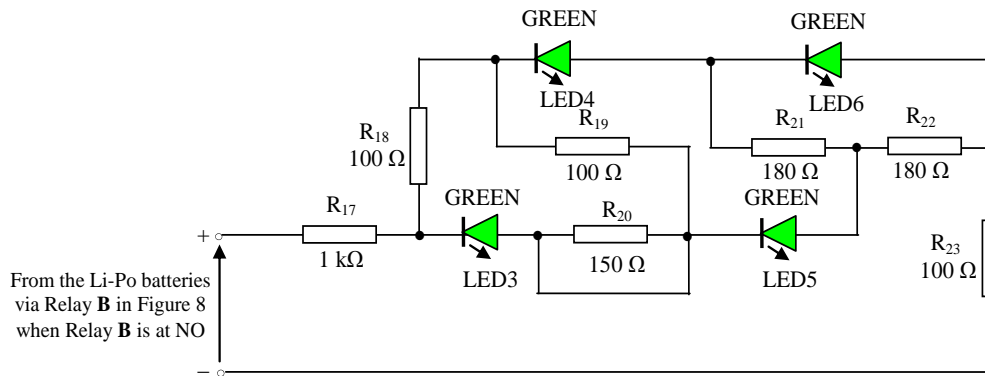 GREEN
GREEN
LED4
LED6
R18
100 Ω
R19
100 Ω
R21
180 Ω
R22
180 Ω
GREEN
GREEN
R17
1 kΩ
R20
150 Ω
LED3
LED5
R23
100 Ω
+
From the Li-Po batteries
via Relay B in Figure 8
when Relay B is at NO
−